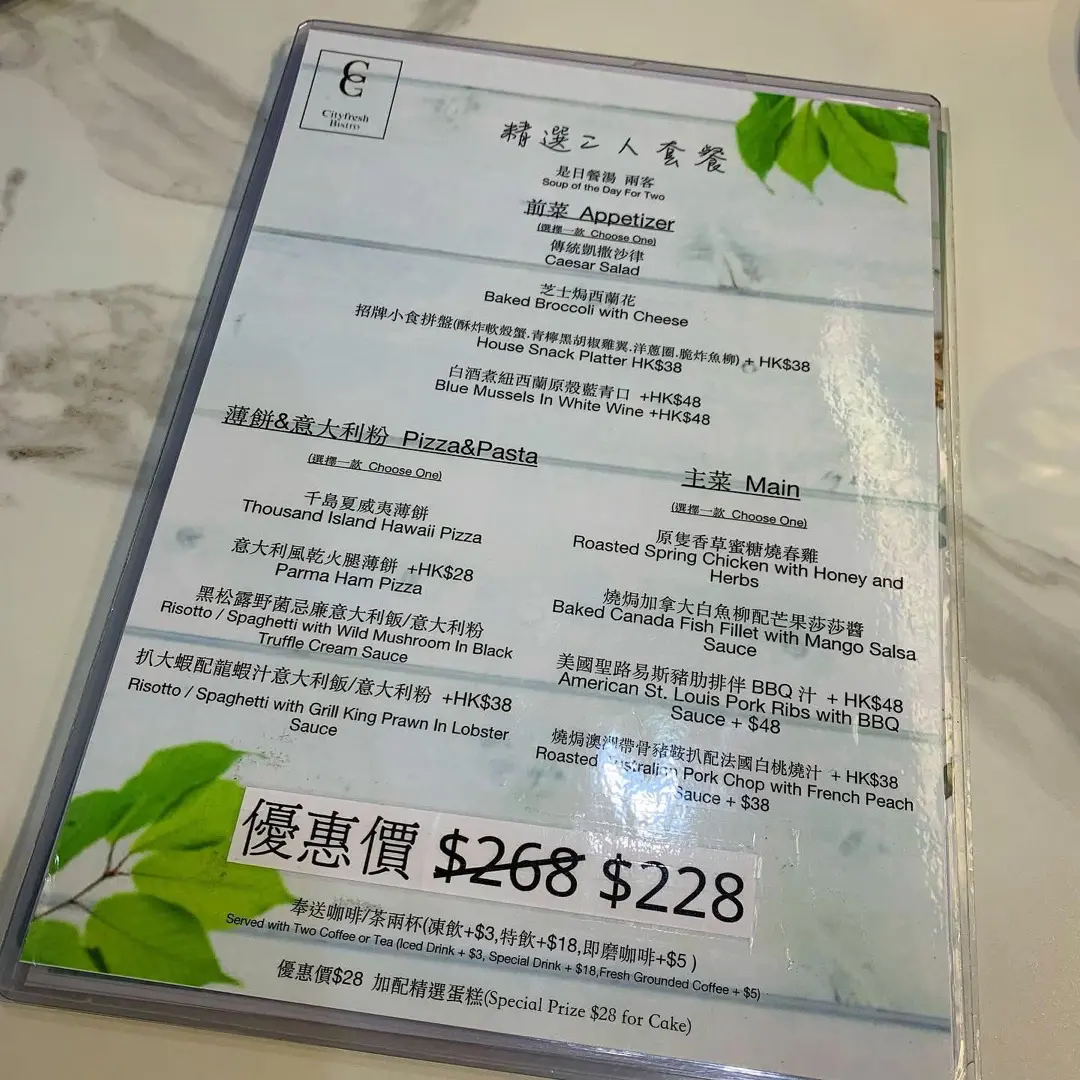 CG
Cityfresh
Bistro
精選二人套餐
是日餐湯 兩客
Soup of the Day For Two
前菜 Appetizer
(選擇一款 Choose One)
傳統凱撒沙律
Caesar Salad
芝士焗西蘭花
Baked Broccoli with Cheese
招牌小食拼盤(酥炸軟殼蟹.青檸黑胡椒雞翼.洋蔥圈.脆炸魚柳) + HK$38
House Snack Platter HK$38
白酒煮紐西蘭原殼藍青口 +HK$48
Blue Mussels In White Wine +HK$48
薄餅&意大利粉 Pizza&Pasta
(選擇一款 Choose One)
千島夏威夷薄餅
Thousand Island Hawaii Pizza
意大利風乾火腿薄餅 +HK$28
Parma Ham Pizza
黑松露野菌忌廉意大利飯/意大利粉
Risotto / Spaghetti with Wild Mushroom In Black
Truffle Cream Sauce
扒大蝦配龍蝦汁意大利飯/意大利粉 +HK$38
Risotto / Spaghetti with Grill King Prawn In Lobster
Sauce
主菜 Main
(選擇一款 Choose One)
原隻香草蜜糖燒春雞
Roasted Spring Chicken with Honey and
Herbs
燒焗加拿大白魚柳配芒果莎莎醬
Baked Canada Fish Fillet with Mango Salsa
Sauce
美國聖路易斯豬肋排伴 BBQ 汁 + HK$48
American St. Louis Pork Ribs with BBQ
Sauce + $48
燒焗澳洲帶骨豬鞍扒配法國白桃燒汁 + HK$38
Roasted Australian Pork Chop with French Peach
Sauce + $38
優惠價 $268 $228
奉送咖啡/茶兩杯(凍飲+$3,特飲+$18,即磨咖啡+$5 )
Served with Two Coffee or Tea (Iced Drink + $3, Special Drink + $18,Fresh Grounded Coffee + $5)
優惠價$28 加配精選蛋糕(Special Prize $28 for Cake)